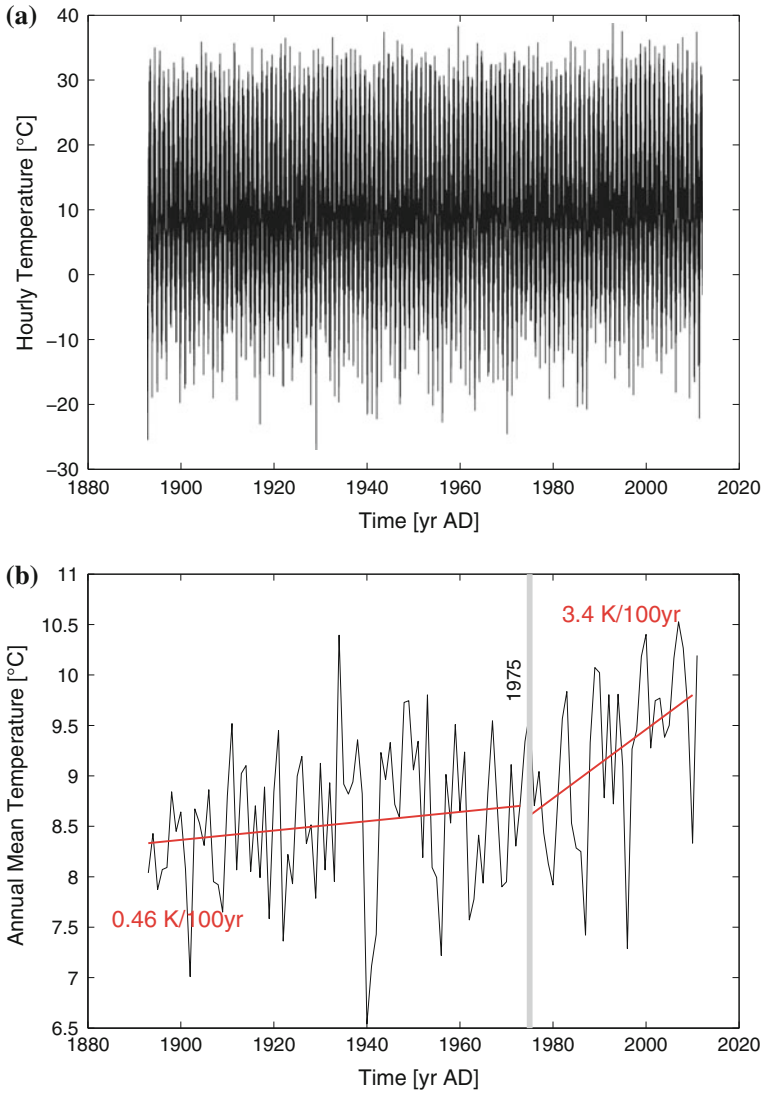 (a)
40
30
20
10
0
−10
−20
−30
Hourly Temperature [°C]
1880 1900 1920 1940 1960 1980 2000 2020
Time [yr AD]
(b)
11
10.5
10
9.5
9
8.5
8
7.5
7
6.5
Annual Mean Temperature [°C]
3.4 K/100yr
1975
0.46 K/100yr
1880 1900 1920 1940 1960 1980 2000 2020
Time [yr AD]